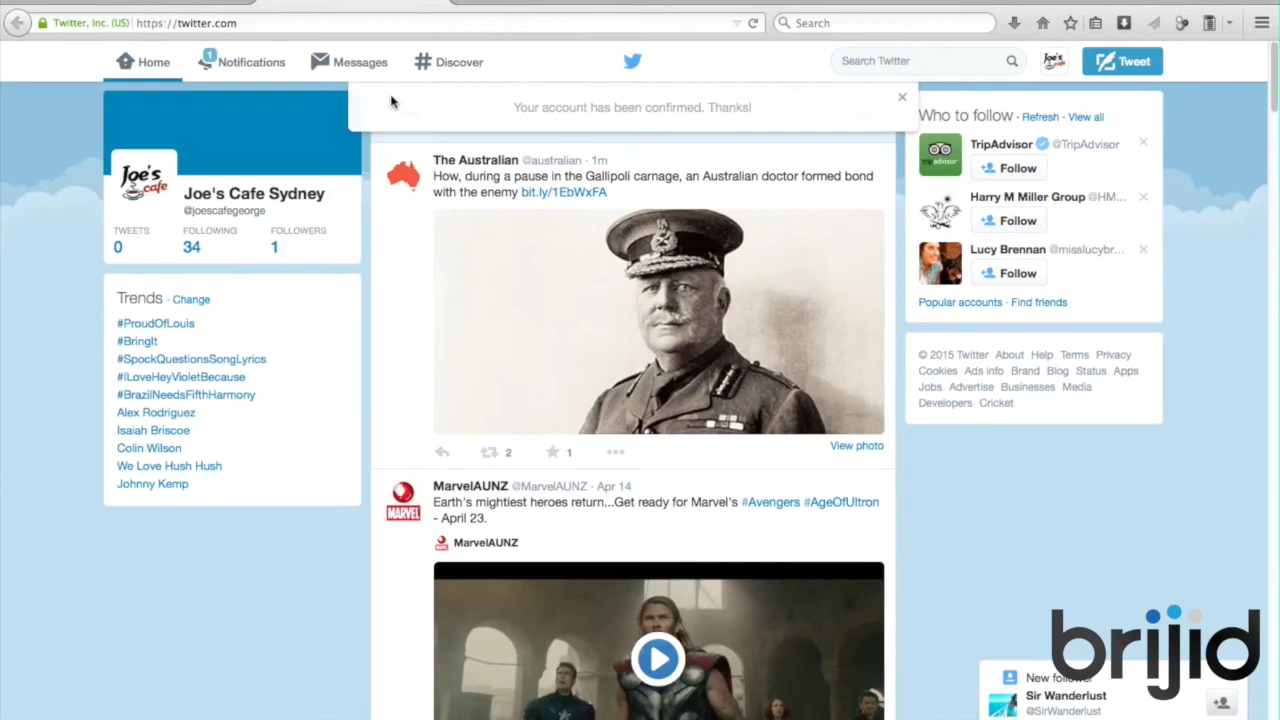 Twitter, Inc. (US) https://twitter.com
Search
Home
1
Notifications
Messages
Discover
Search Twitter
Joe's cafe
Tweet
Your account has been confirmed. Thanks!
Joe's cafe
Joe's Cafe Sydney
@joescafegeorge
TWEETS FOLLOWING FOLLOWERS
0 34 1
Trends · Change
#ProudOfLouis
#BringIt
#SpockQuestionsSongLyrics
#ILoveHeyVioletBecause
#BrazilNeedsFifthHarmony
Alex Rodriguez
Isaiah Briscoe
Colin Wilson
We Love Hush Hush
Johnny Kemp
The Australian @australian · 1m
How, during a pause in the Gallipoli carnage, an Australian doctor formed bond
with the enemy bit.ly/1EbWxFA
View photo
2 1
MarvelAUNZ @MarvelAUNZ · Apr 14
MARVEL
Earth's mightiest heroes return...Get ready for Marvel's #Avengers #AgeOfUltron
- April 23.
MarvelAUNZ
Who to follow · Refresh · View all
TripAdvisor @TripAdvisor
tripadvisor
Follow
Harry M Miller Group @HM...
Follow
Lucy Brennan @misslucybr...
Follow
Popular accounts · Find friends
© 2015 Twitter About Help Terms Privacy
Cookies Ads info Brand Blog Status Apps
Jobs Advertise Businesses Media
Developers Cricket
brijid
New follower
Sir Wanderlust
@SirWanderlust